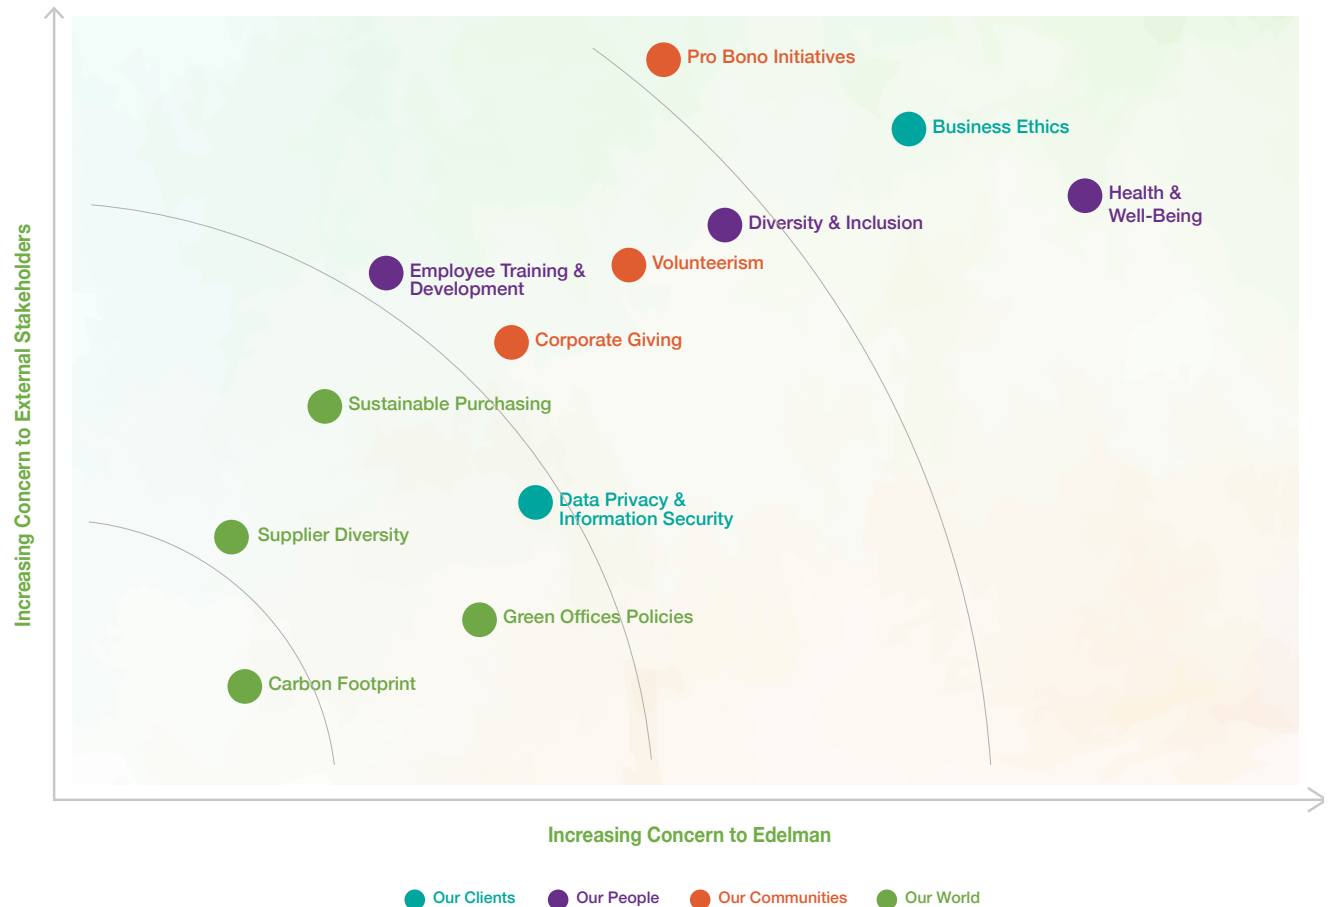 Increasing Concern to External Stakeholders
Pro Bono Initiatives
Business Ethics
Health &
Well-Being
Diversity & Inclusion
Volunteerism
Employee Training &
Development
Corporate Giving
Sustainable Purchasing
Data Privacy &
Information Security
Supplier Diversity
Green Offices Policies
Carbon Footprint
Increasing Concern to Edelman
Our Clients
Our People
Our Communities
Our World